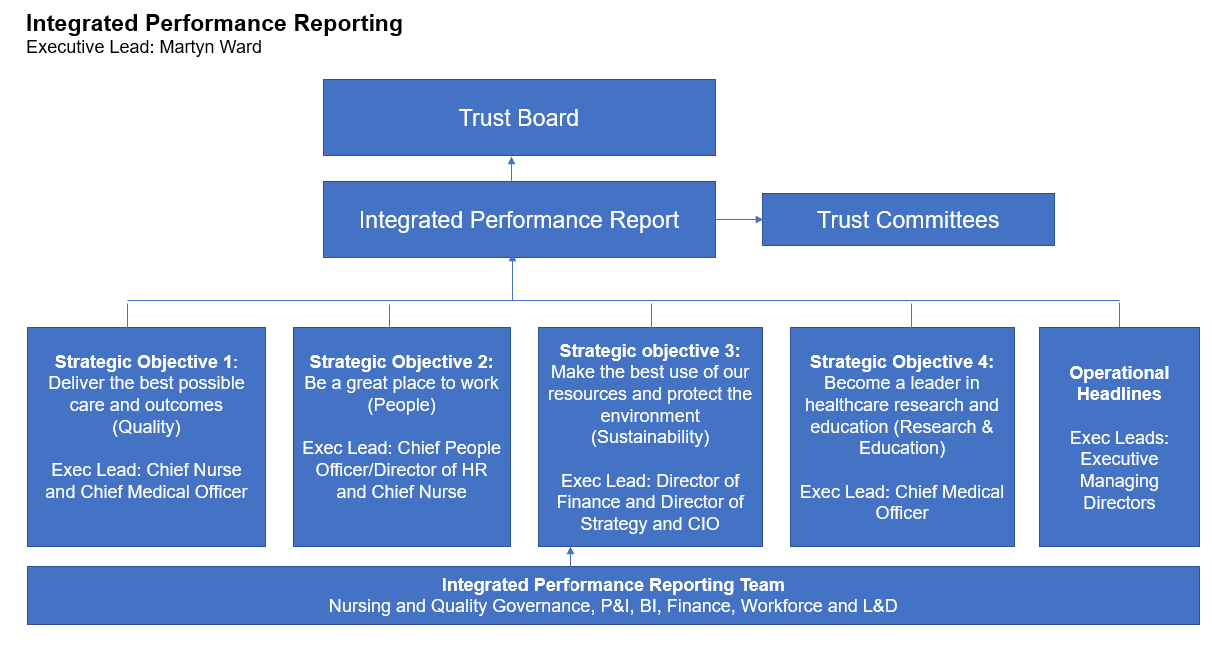 Integrated Performance Reporting
Executive Lead: Martyn Ward
Trust Board
Integrated Performance Report
Trust Committees
Strategic Objective 1:
Deliver the best possible
care and outcomes
(Quality)
Exec Lead: Chief Nurse
and Chief Medical Officer
Strategic Objective 2:
Be a great place to work
(People)
Exec Lead: Chief People
Officer/Director of HR
and Chief Nurse
Strategic objective 3:
Make the best use of our
resources and protect the
environment
(Sustainability)
Exec Lead: Director of
Finance and Director of
Strategy and CIO
Strategic Objective 4:
Become a leader in
healthcare research and
education (Research &
Education)
Exec Lead: Chief Medical
Officer
Operational
Headlines
Exec Leads:
Executive
Managing
Directors
Integrated Performance Reporting Team
Nursing and Quality Governance, P&I, BI, Finance, Workforce and L&D